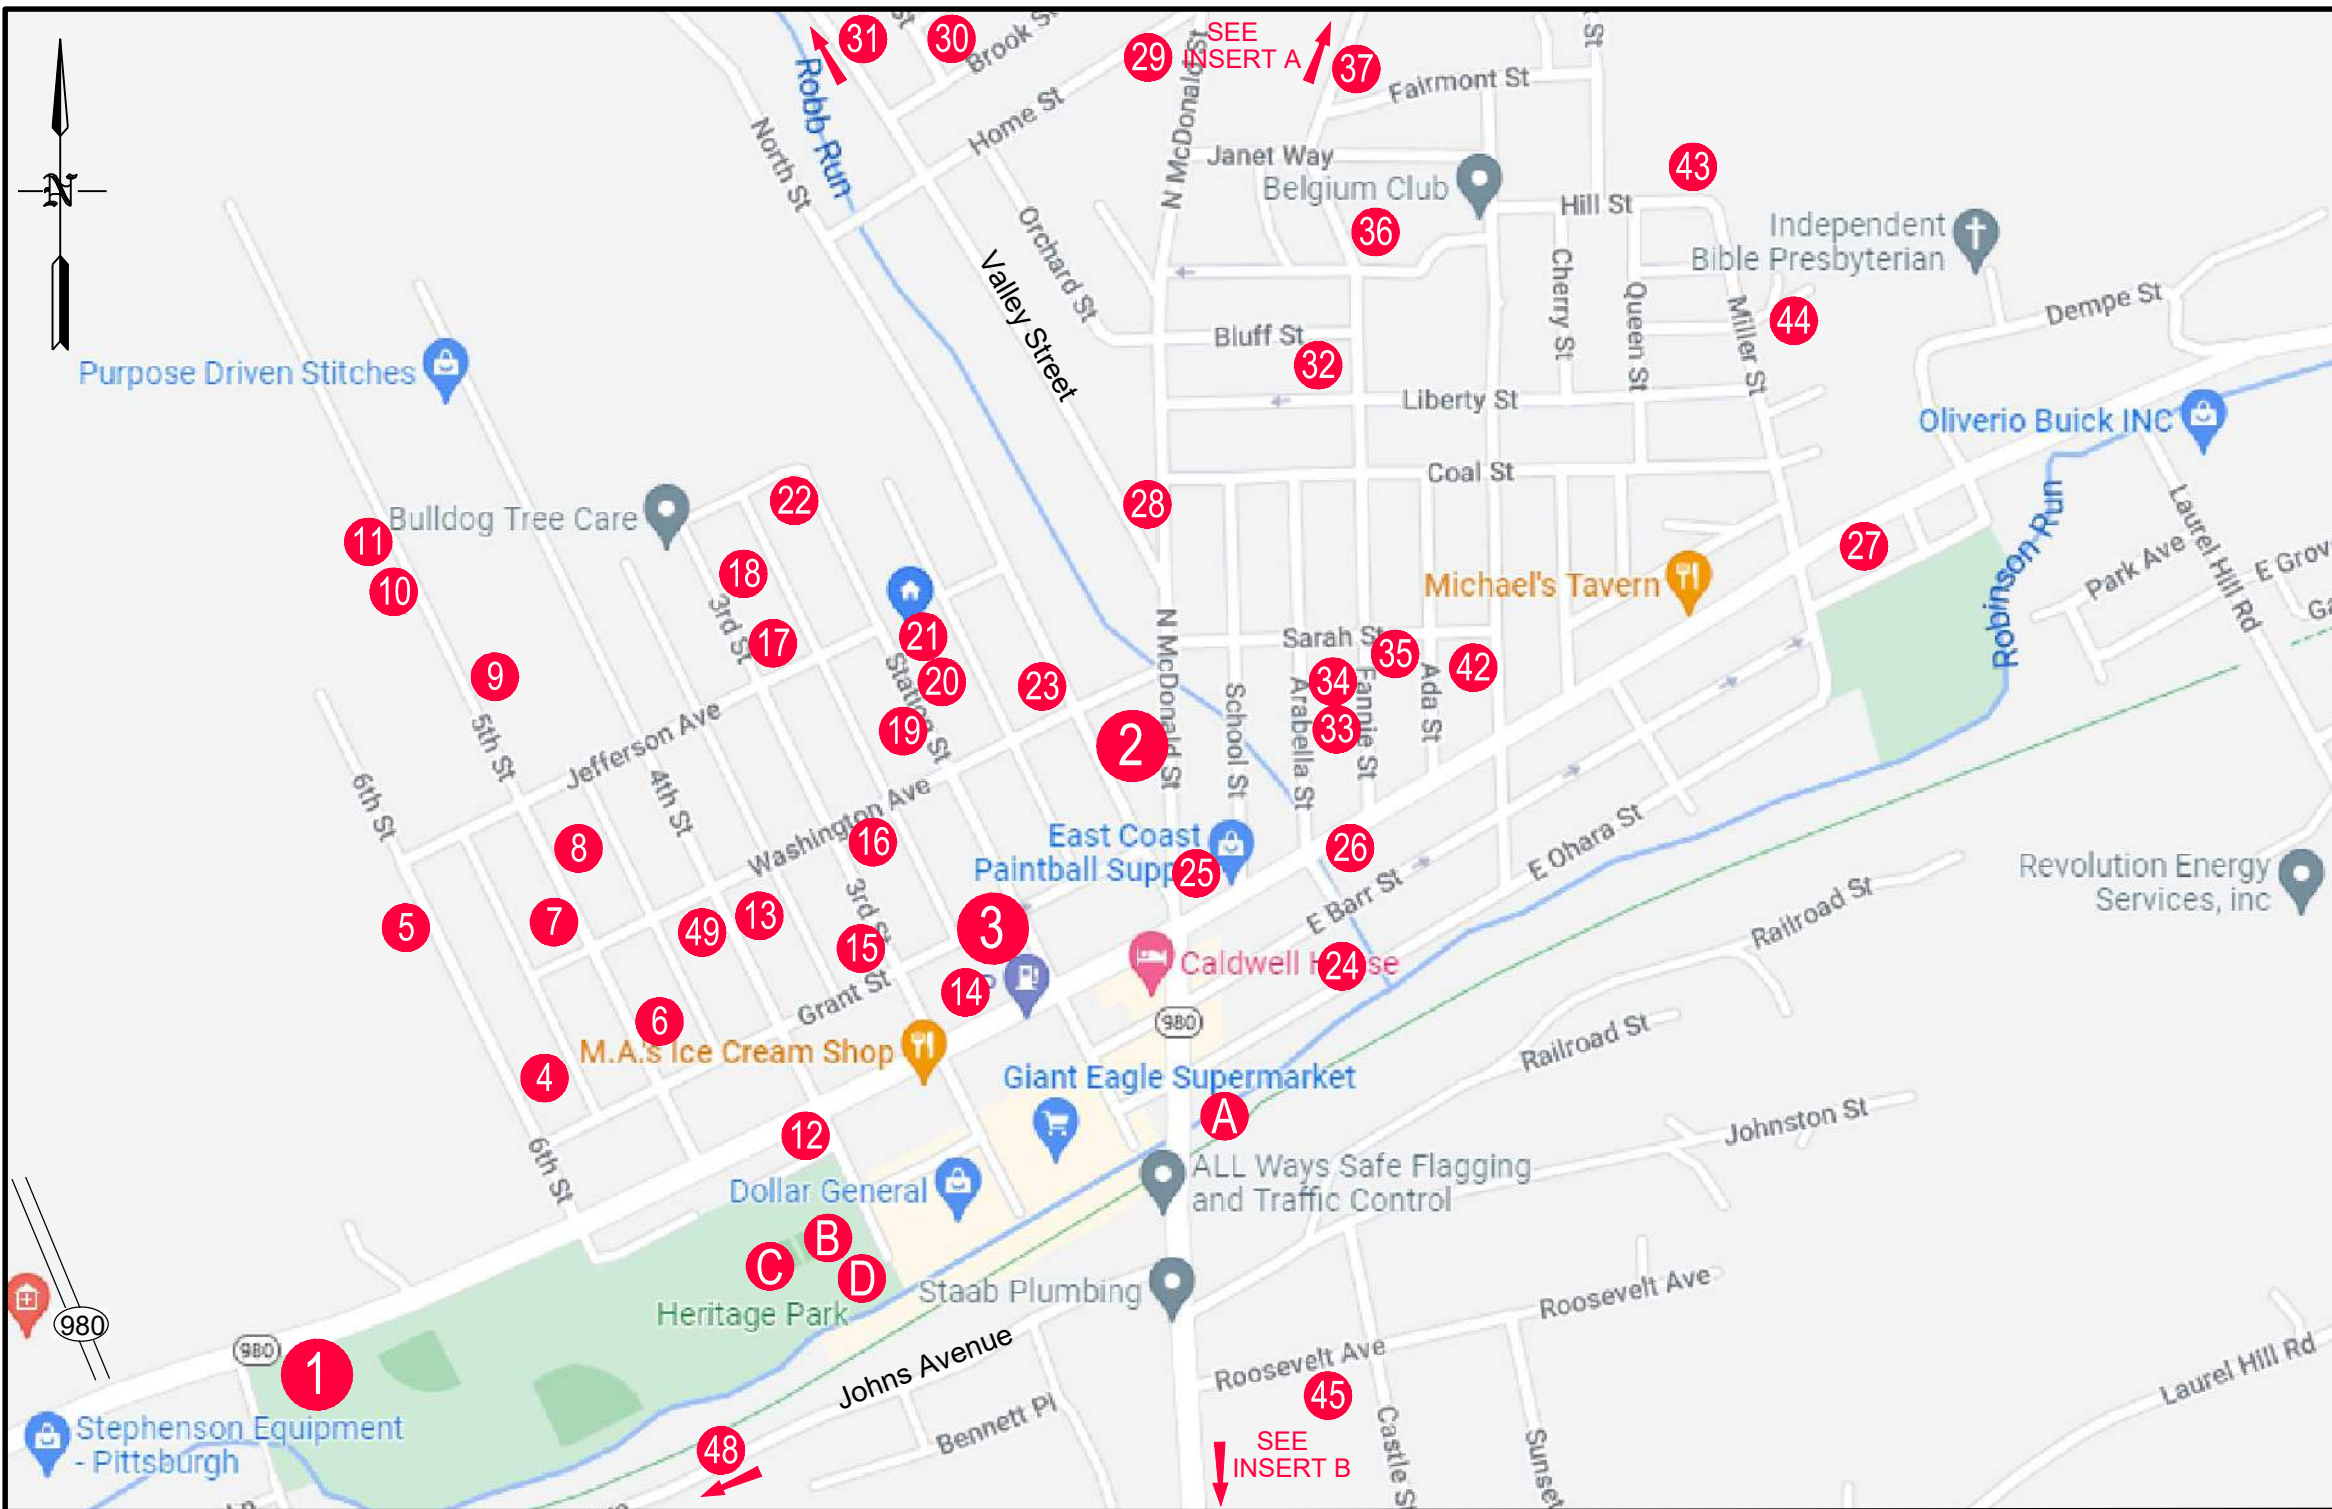 31
30
Brook St
29
SEE
INSERT A
37
St
Fairmont St
Robb Run
Home St
North St
N McDonald St
Janet Way
Belgium Club
43
Hill St
36
Independent
Bible Presbyterian
N
Orchard St
Valley Street
Cherry St
Queen St
Miller St
44
Dempe St
Bluff St
32
Purpose Driven Stitches
Liberty St
Oliverio Buick INC
Coal St
22
28
Bulldog Tree Care
11
10
18
27
Robinson Run
Laurel Hill Rd
Park Ave
E Grov
Ga
Michael's Tavern
3rd St
17
21
20
Station St
19
23
N McDonald St
Sarah St
35
42
34
33
School St
Arabella St
Fannie St
Ada St
9
5th St
Jefferson Ave
2
6th St
4th St
Washington Ave
16
8
East Coast
Paintball Supp
25
26
E Barr St
E Ohara St
Revolution Energy
Services, inc
5
7
49
13
3rd St
15
3
14
P
Grant St
Caldwell H
24
se
Railroad St
980
6
M.A.'s Ice Cream Shop
4
Giant Eagle Supermarket
A
Railroad St
Johnston St
12
6th St
Dollar General
ALL Ways Safe Flagging
and Traffic Control
B
C
D
Heritage Park
Staab Plumbing
980
980
1
Johns Avenue
Roosevelt Ave
Roosevelt Ave
45
Laurel Hill Rd
Stephenson Equipment
- Pittsburgh
48
Bennett Pl
SEE
INSERT B
Castle St
Sunset